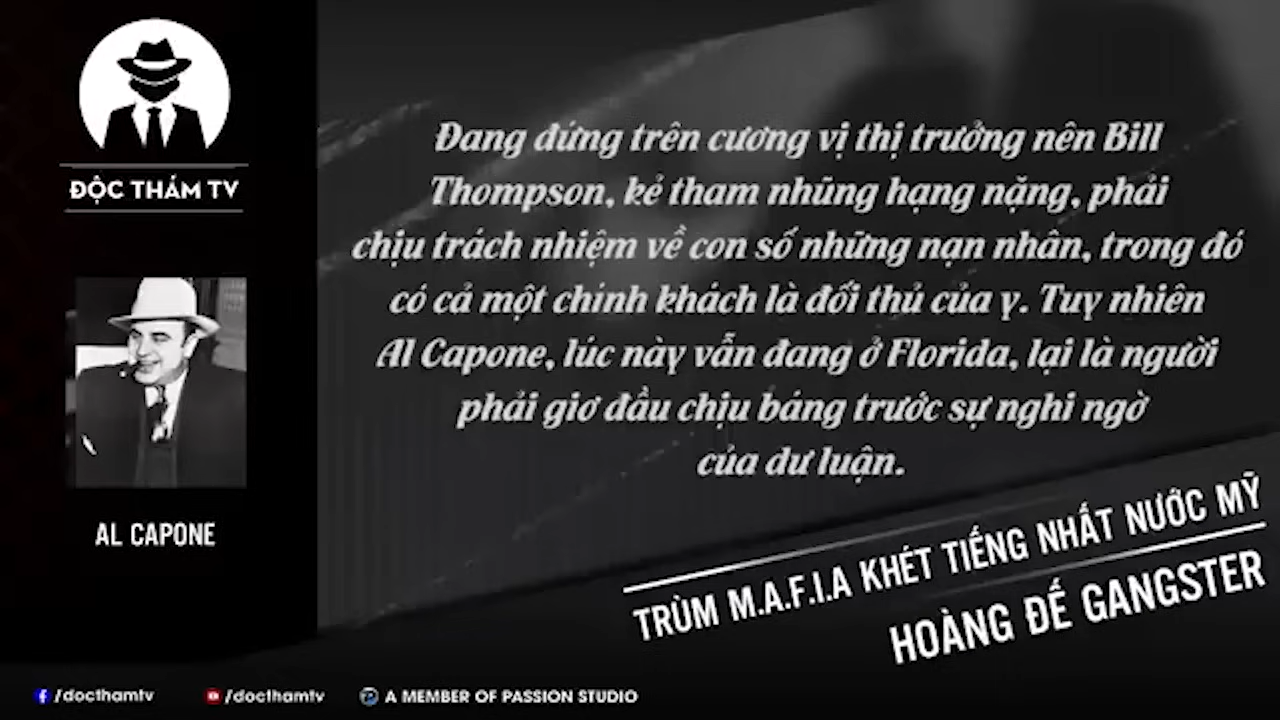 ĐỘC THÁM TV
AL CAPONE
Đang đứng trên cương vị thị trưởng nên Bill
Thompson, kẻ tham nhũng hạng nặng, phải
chịu trách nhiệm về con số những nạn nhân, trong đó
có cả một chính khách là đối thủ của y. Tuy nhiên
Al Capone, lúc này vẫn đang ở Florida, lại là người
phải giơ đầu chịu báng trước sự nghi ngờ
của dư luận.
TRÙM M.A.F.I.A KHÉT TIẾNG NHẤT NƯỚC MỸ
HOÀNG ĐẾ GANGSTER
/docthamtv
/docthamtv
A MEMBER OF PASSION STUDIO